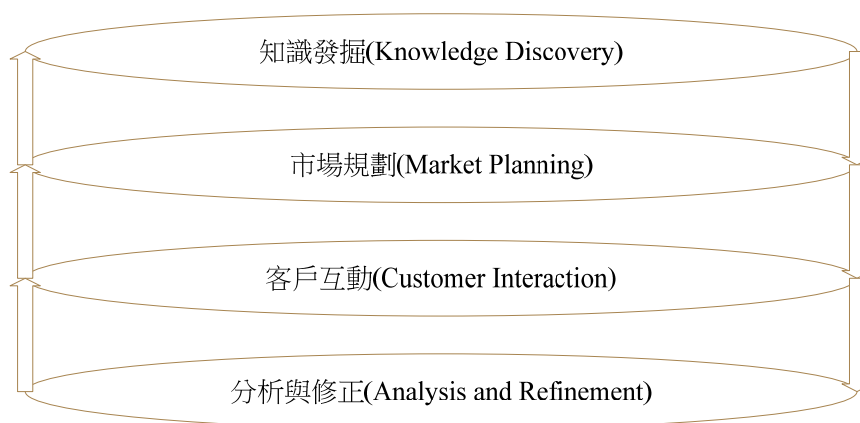 知識發掘(Knowledge Discovery)
市場規劃(Market Planning)
客戶互動(Customer Interaction)
分析與修正(Analysis and Refinement)